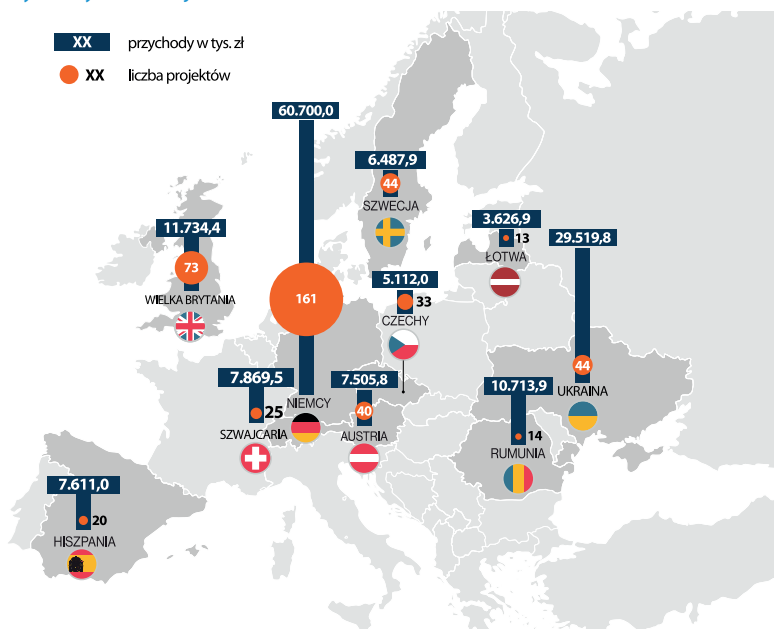 XX przychody w tys. zł
XX liczba projektów
60.700,0
161
NIEMCY
6.487,9
44
SZWECJA
11.734,4
73
WIELKA BRYTANIA
3.626,9
13
ŁOTWA
29.519,8
44
UKRAINA
5.112,0
33
CZECHY
7.869,5
25
SZWAJCARIA
7.505,8
40
AUSTRIA
10.713,9
14
RUMUNIA
7.611,0
20
HISZPANIA